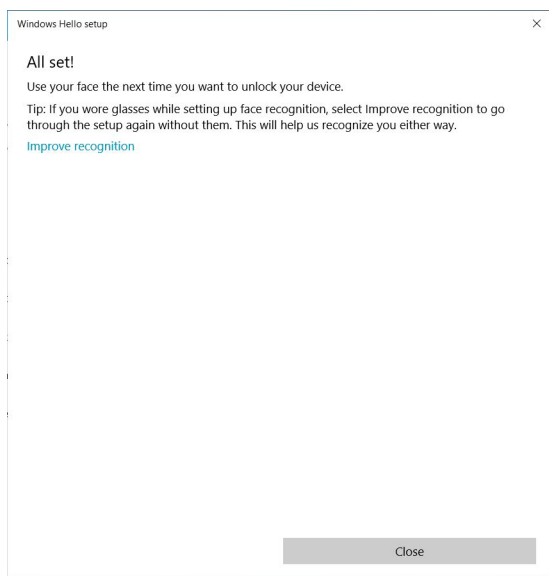 Windows Hello setup
All set!
Use your face the next time you want to unlock your device.
Tip: If you wore glasses while setting up face recognition, select Improve recognition to go
through the setup again without them. This will help us recognize you either way.
Improve recognition
Close